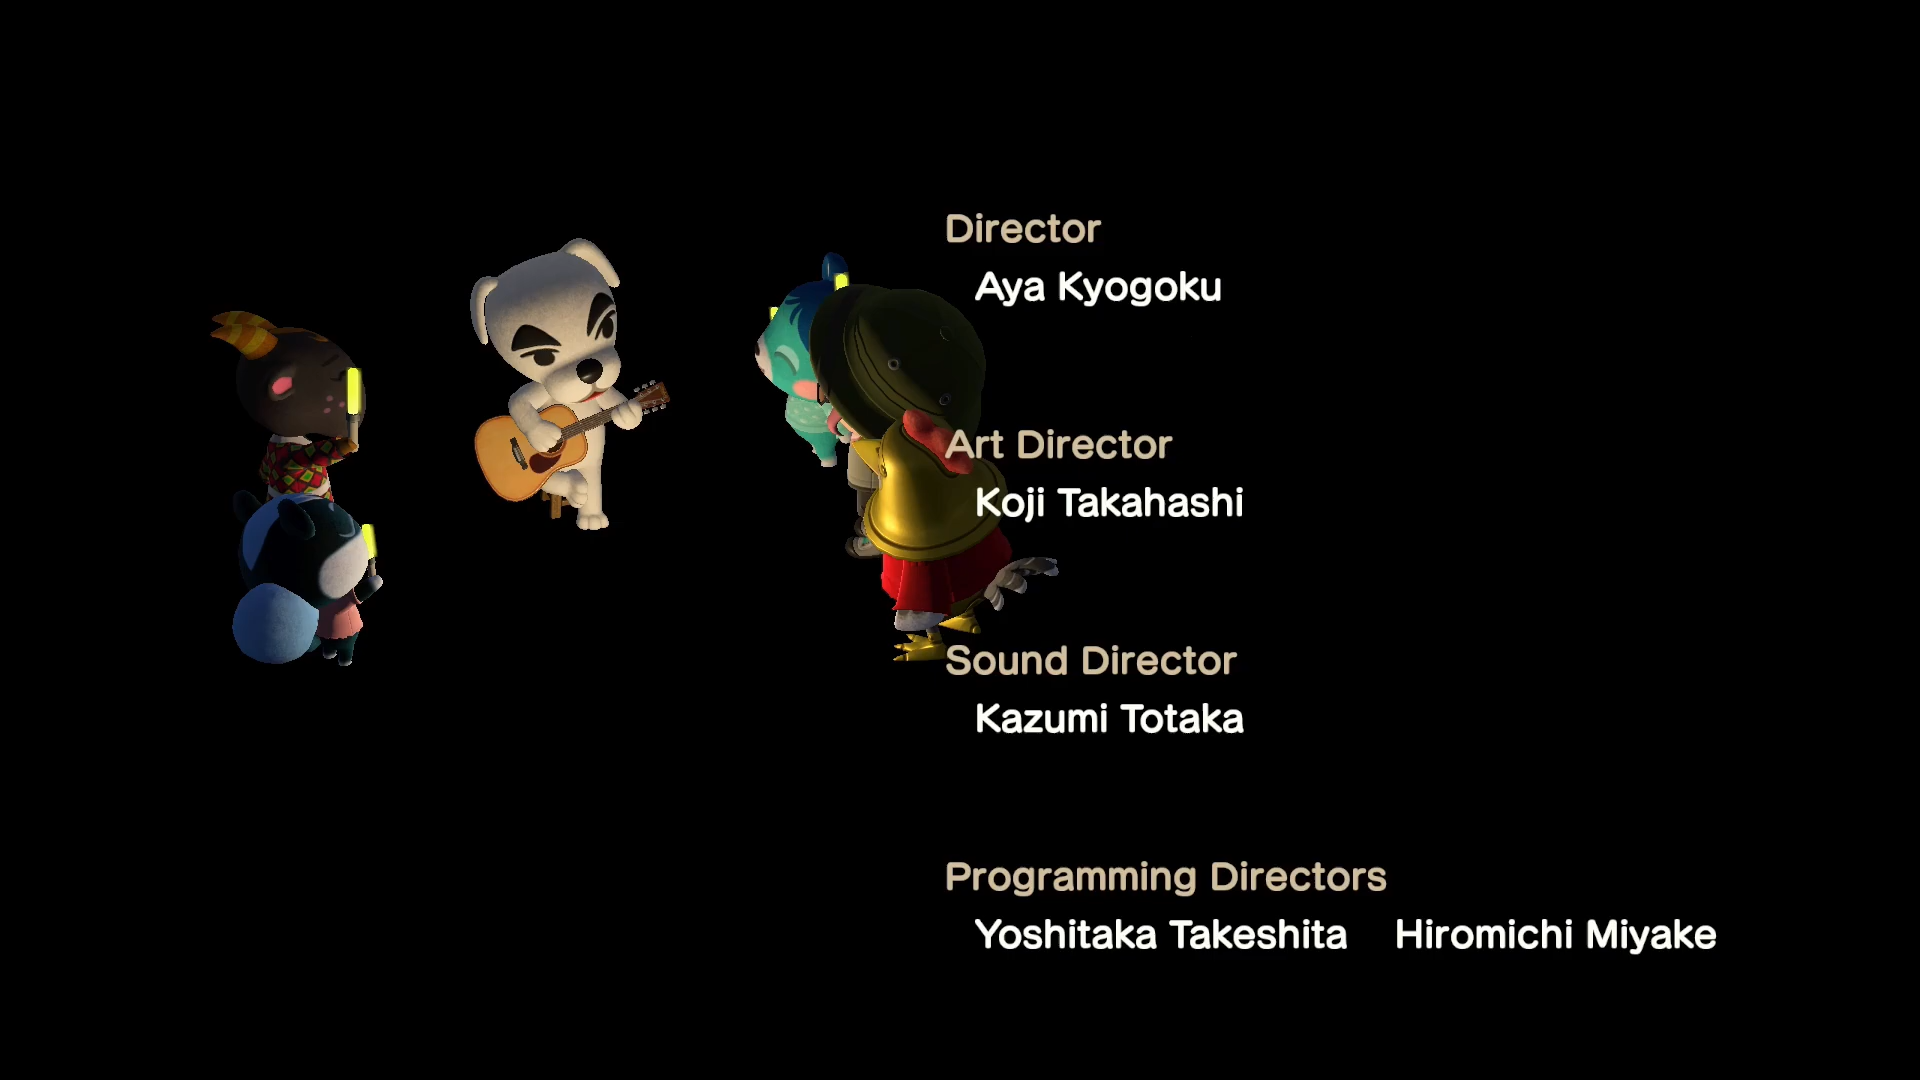 Director
Aya Kyogoku
Art Director
Koji Takahashi
Sound Director
Kazumi Totaka
Programming Directors
Yoshitaka Takeshita Hiromichi Miyake